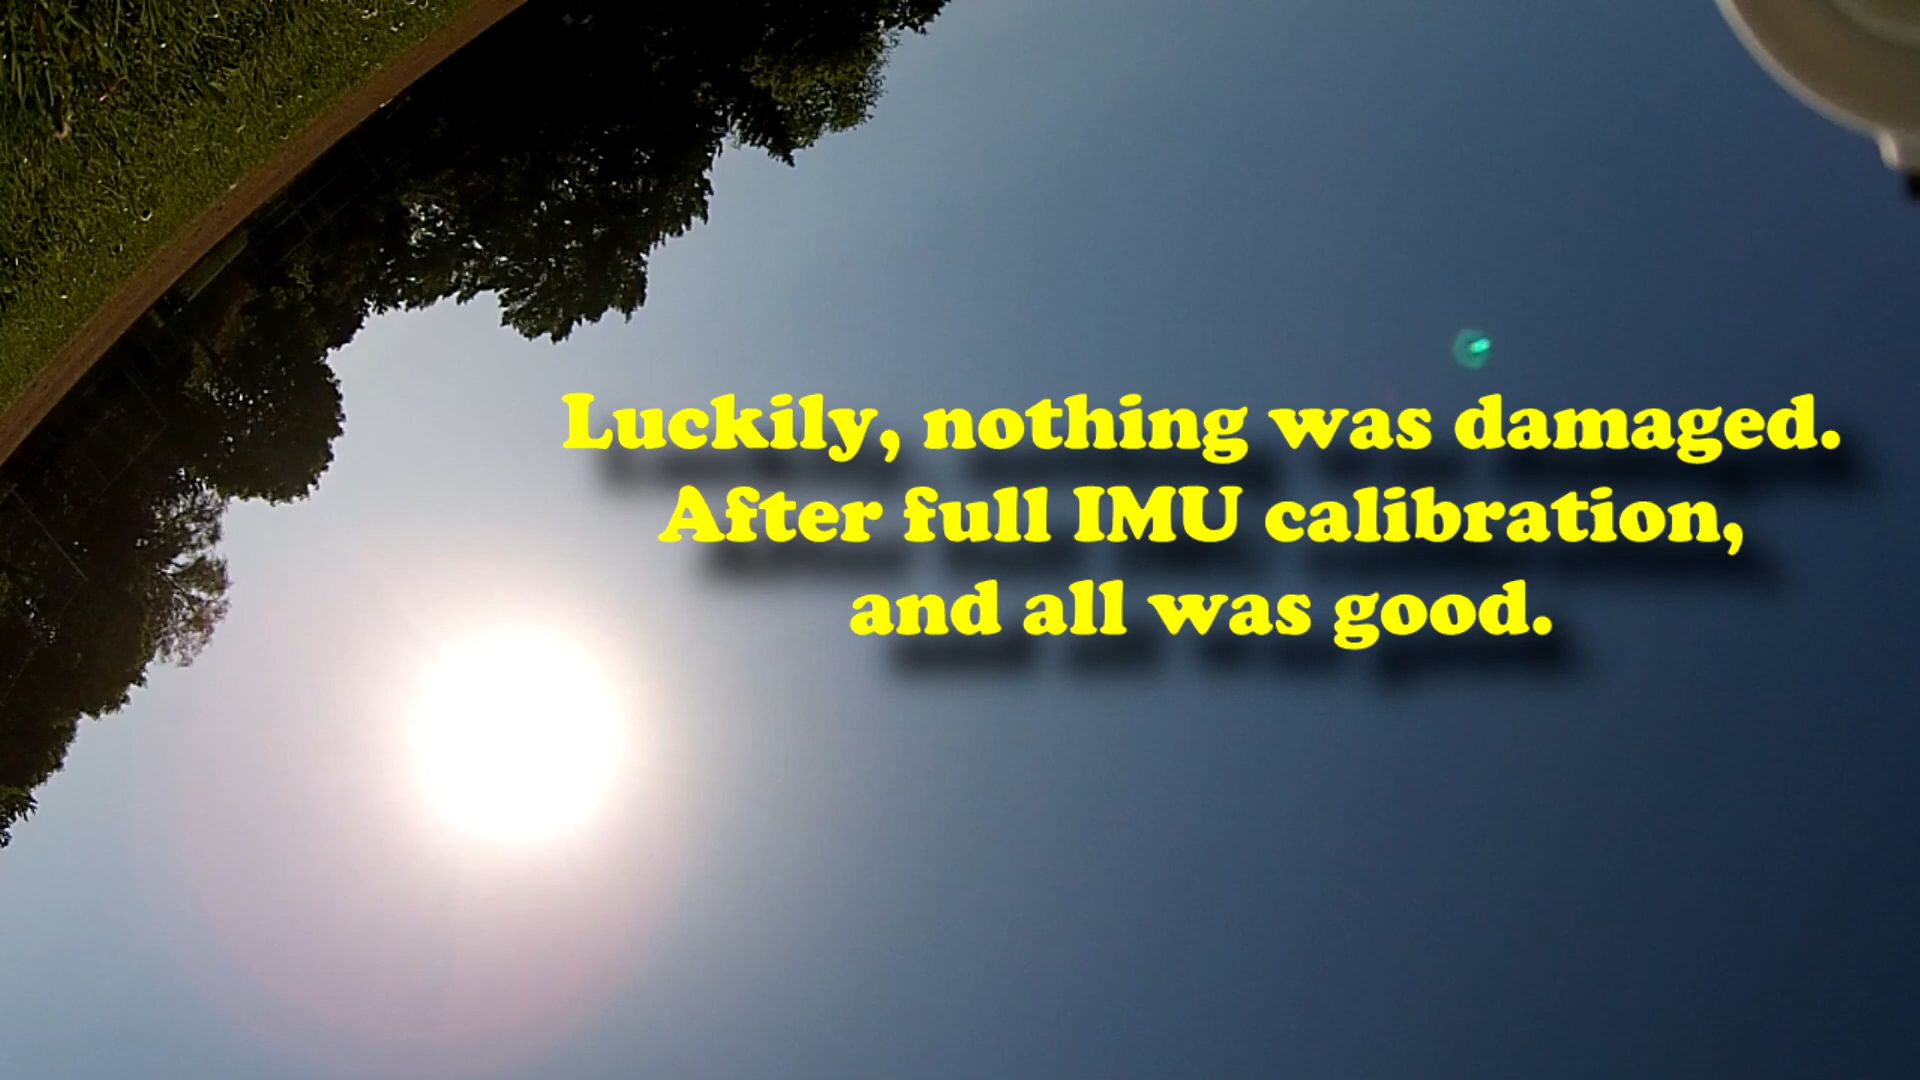 Luckily, nothing was damaged.
After full IMU calibration,
and all was good.